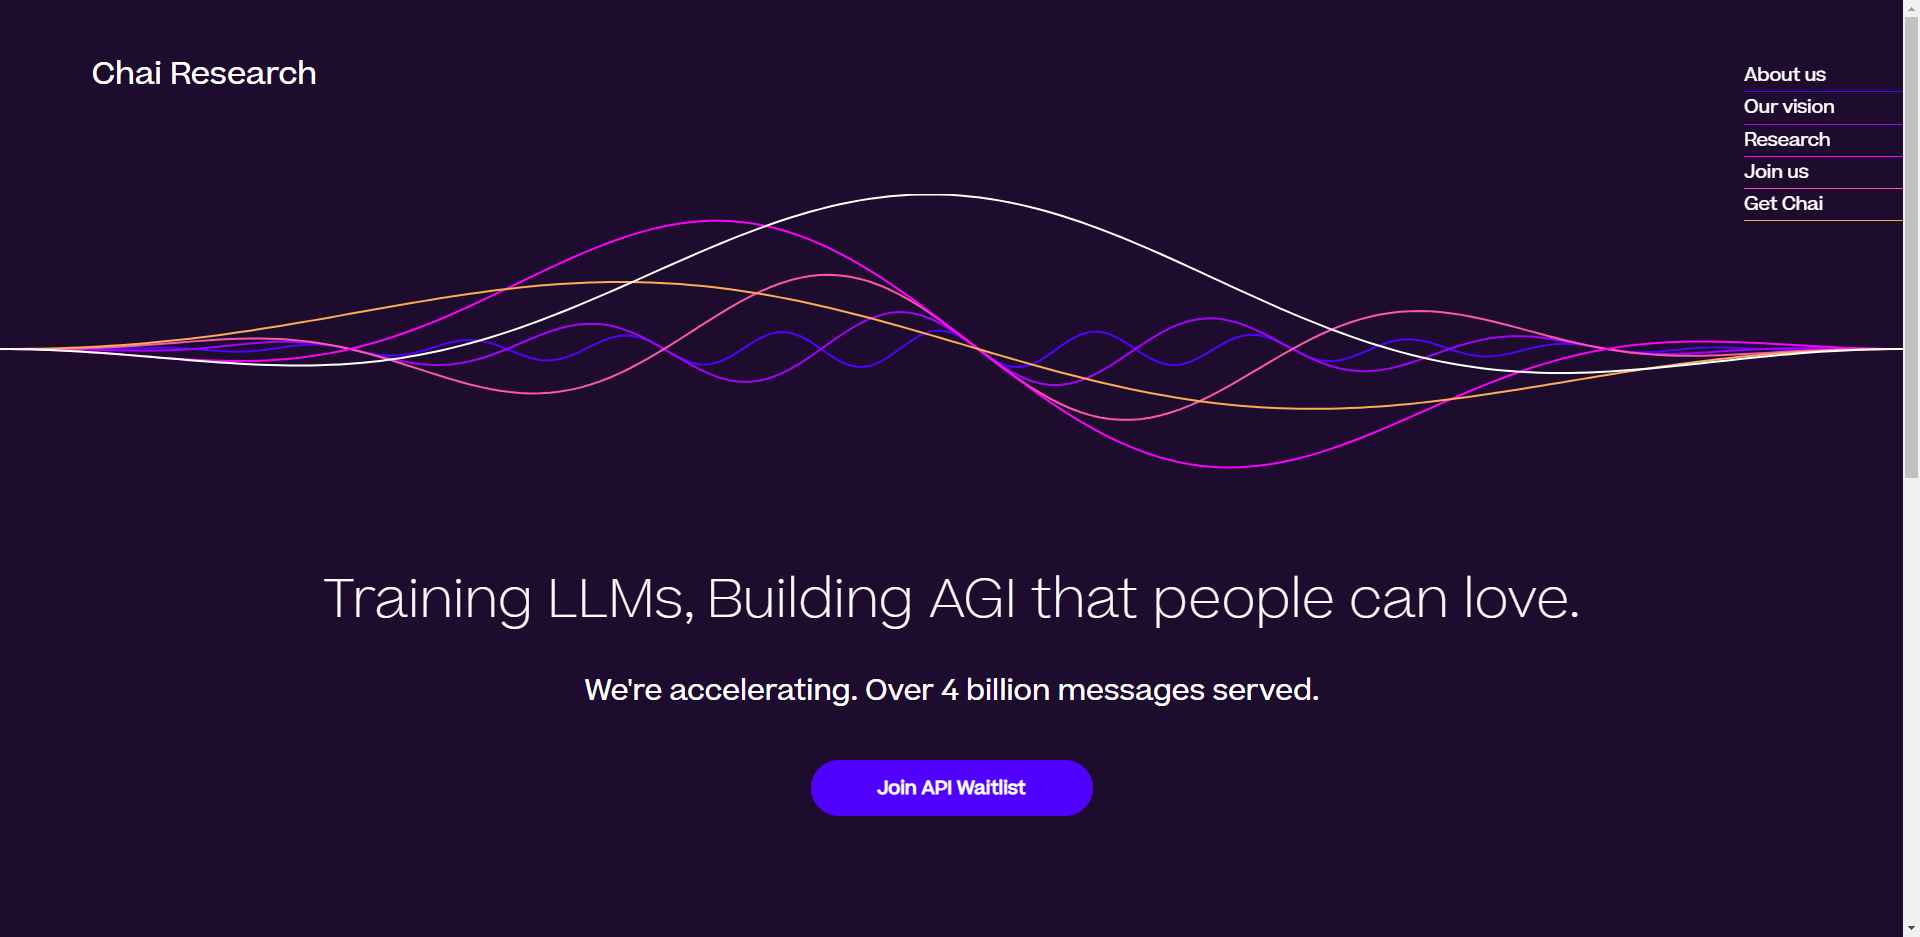 Chai Research
About us
Our vision
Research
Join us
Get Chai
Training LLMs, Building AGI that people can love.
We're accelerating. Over 4 billion messages served.
Join API Waitlist